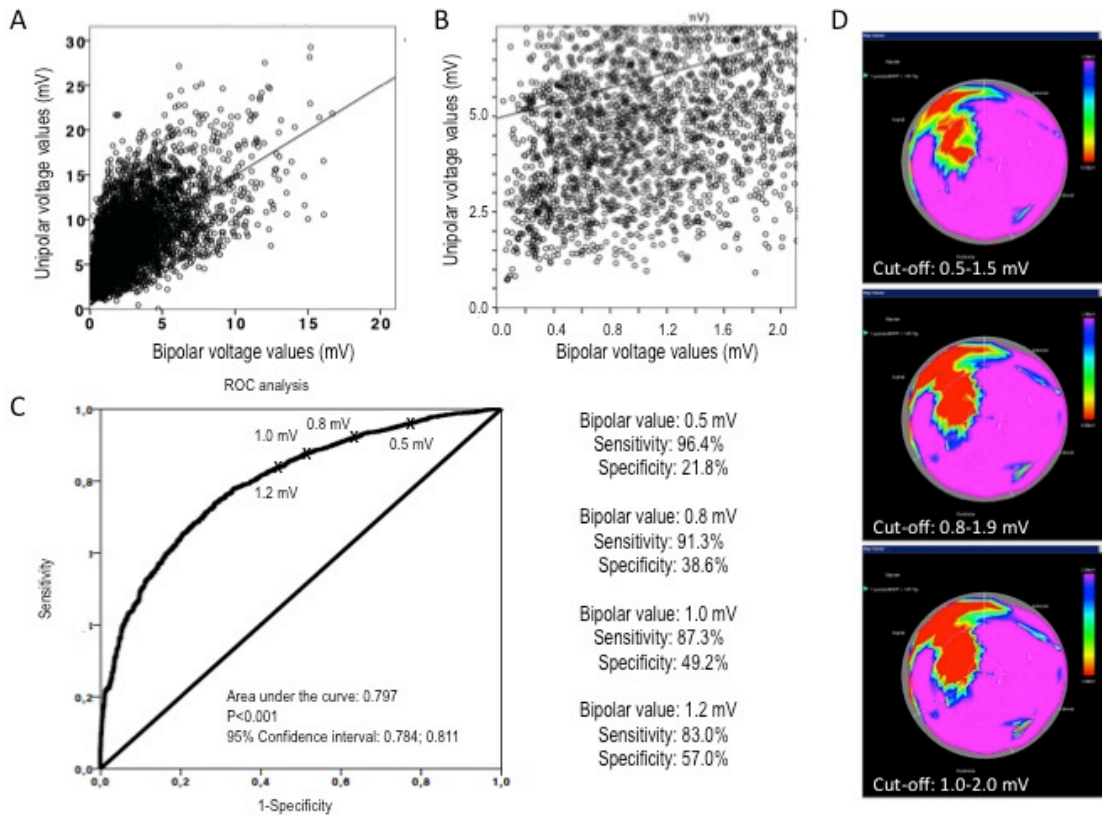 A
B
D
30
25
20
15
10
5
0
Unipolar voltage values (mV)
0
5
10
15
20
Bipolar voltage values (mV)
nV)
5.0
2.5
0.0
Unipolar voltage values (mV)
0.0
0.4
0.6
0.8
1.2
1.6
2.0
Bipolar voltage values (mV)
Cut-off: 0.5-1.5 mV
Cut-off: 0.8-1.9 mV
Cut-off: 1.0-2.0 mV
C
ROC analysis
1,0
0,8
0,2
0,0
Sensitivity
0.8 mV
1.0 mV
0.5 mV
1.2 mV
Area under the curve: 0.797
P<0.001
95% Confidence interval: 0.784; 0.811
0,0
0,2
0,4
0,6
0,8
1,0
1-Specificity
Bipolar value: 0.5 mV
Sensitivity: 96.4%
Specificity: 21.8%
Bipolar value: 0.8 mV
Sensitivity: 91.3%
Specificity: 38.6%
Bipolar value: 1.0 mV
Sensitivity: 87.3%
Specificity: 49.2%
Bipolar value: 1.2 mV
Sensitivity: 83.0%
Specificity: 57.0%